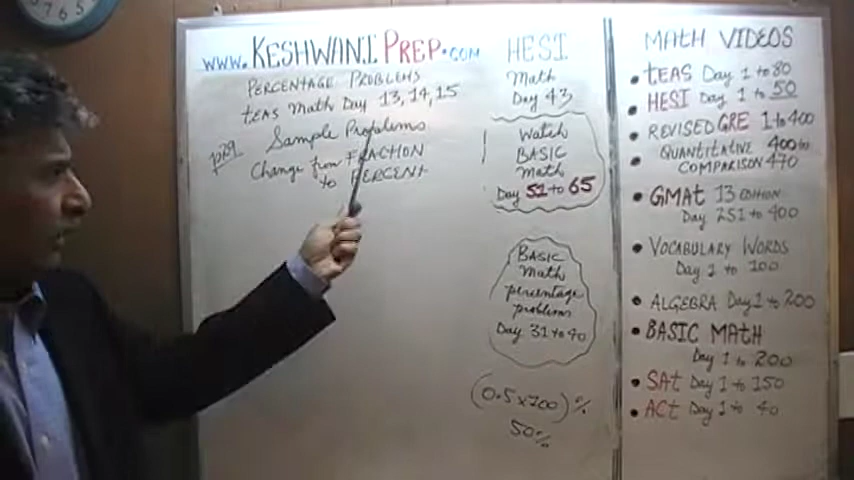 www. KESHWANI PREP.com
PERCENTAGE PROBLEMS
TEAS Math Day 13, 14, 15
Sample Problems
p29
Change from FRACTION
to PERCENT
HESI
Math
Day 43
Watch
BASIC
Math
Day 51 to 65
BASIC
Math
percentage
problems
Day 31 to 40
(0.5 x 100) %
50%
MATH VIDEOS
• TEAS Day 1 to 80
• HESI Day 1 to 50
• REVISED GRE 1 to 400
• QUANTITATIVE 400 to
COMPARISON 470
• GMAT 13 EDITION
Day 251 to 400
• VOCABULARY WORDS
Day 1 to 100
• ALGEBRA Day 1 to 200
• BASIC MATH
Day 1 to 200
• SAT Day 1 to 150
• ACT Day 1 to 40
7 6 5